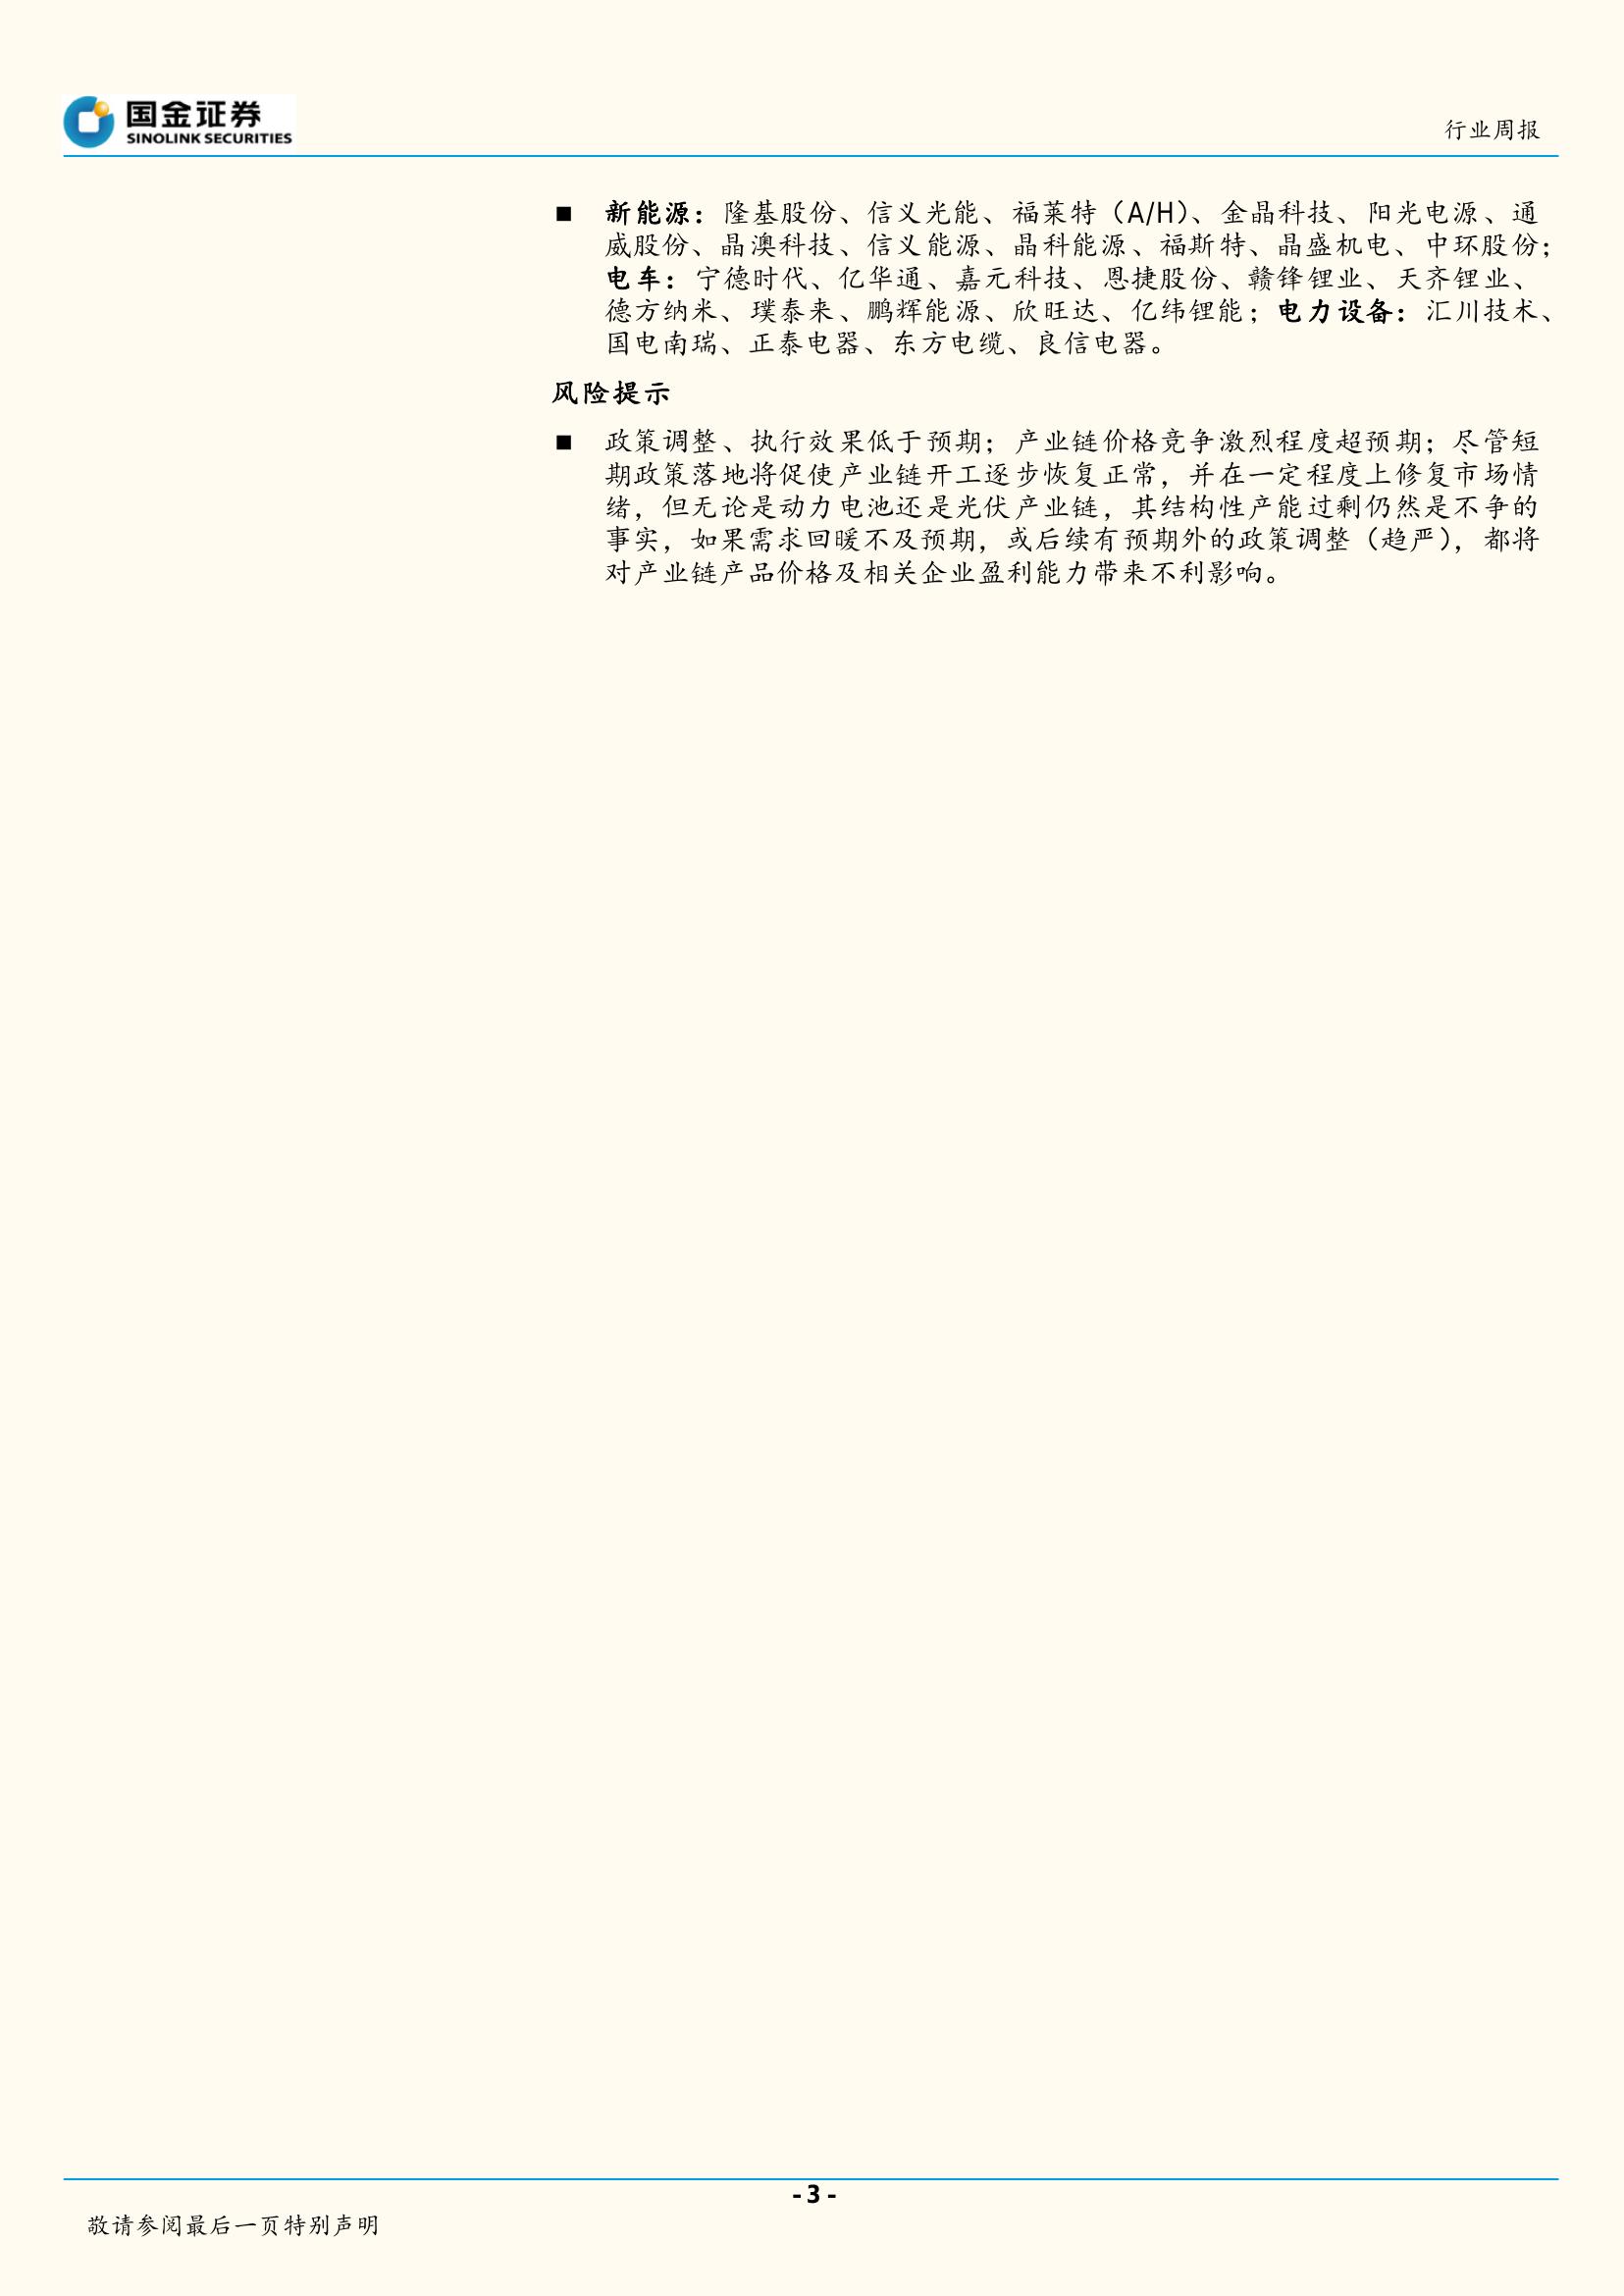 国金证券
SINOLINK SECURITIES
行业周报
■ 新能源：隆基股份、信义光能、福莱特（A/H）、金晶科技、阳光电源、通
威股份、晶澳科技、信义能源、晶科能源、福斯特、晶盛机电、中环股份；
电车：宁德时代、亿华通、嘉元科技、恩捷股份、赣锋锂业、天齐锂业、
德方纳米、璞泰来、鹏辉能源、欣旺达、亿纬锂能；电力设备：汇川技术、
国电南瑞、正泰电器、东方电缆、良信电器。
风险提示
■ 政策调整、执行效果低于预期；产业链价格竞争激烈程度超预期；尽管短
期政策落地将促使产业链开工逐步恢复正常，并在一定程度上修复市场情
绪，但无论是动力电池还是光伏产业链，其结构性产能过剩仍然是不争的
事实，如果需求回暖不及预期，或后续有预期外的政策调整（趋严），都将
对产业链产品价格及相关企业盈利能力带来不利影响。
- 3 -
敬请参阅最后一页特别声明